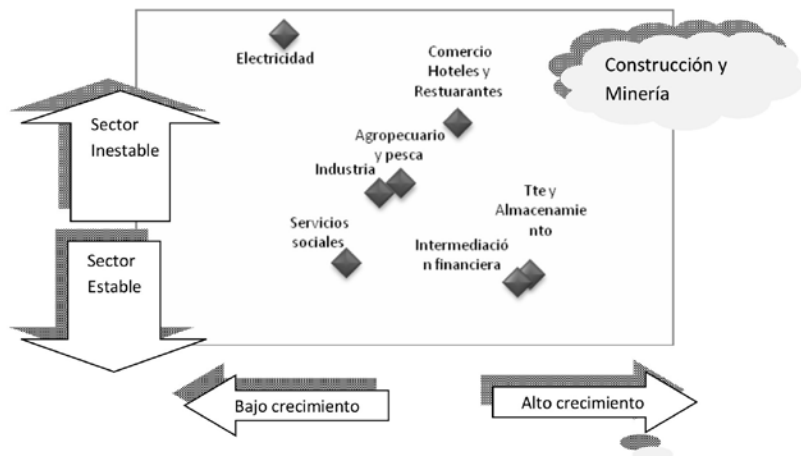 Electricidad
Comercio
Hoteles y
Restuarantes
Construcción y
Minería
Sector
Inestable
Agropecuario
y pesca
Industria
Tte y
Almacenamie
nto
Servicios
sociales
Intermediació
n financiera
Sector
Estable
Bajo crecimiento
Alto crecimiento